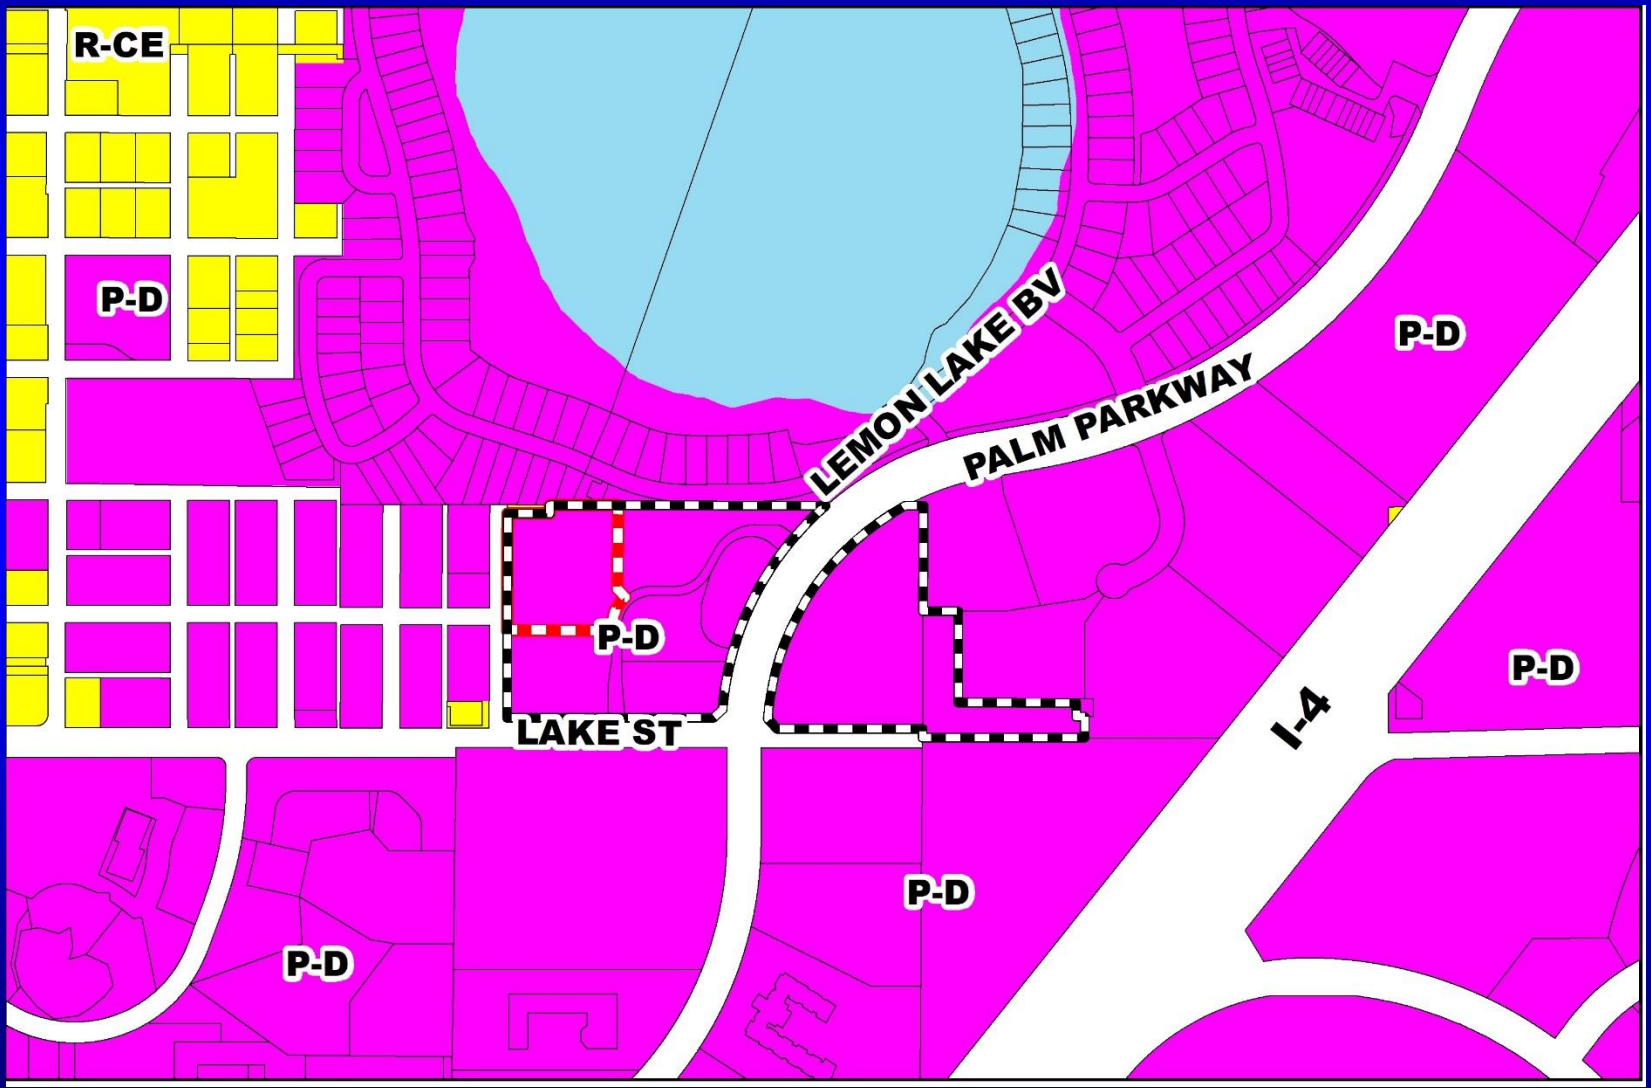 R-CE
P-D
LEMON LAKE BV
P-D
PALM PARKWAY
P-D
P-D
LAKE ST
I-4
P-D
P-D